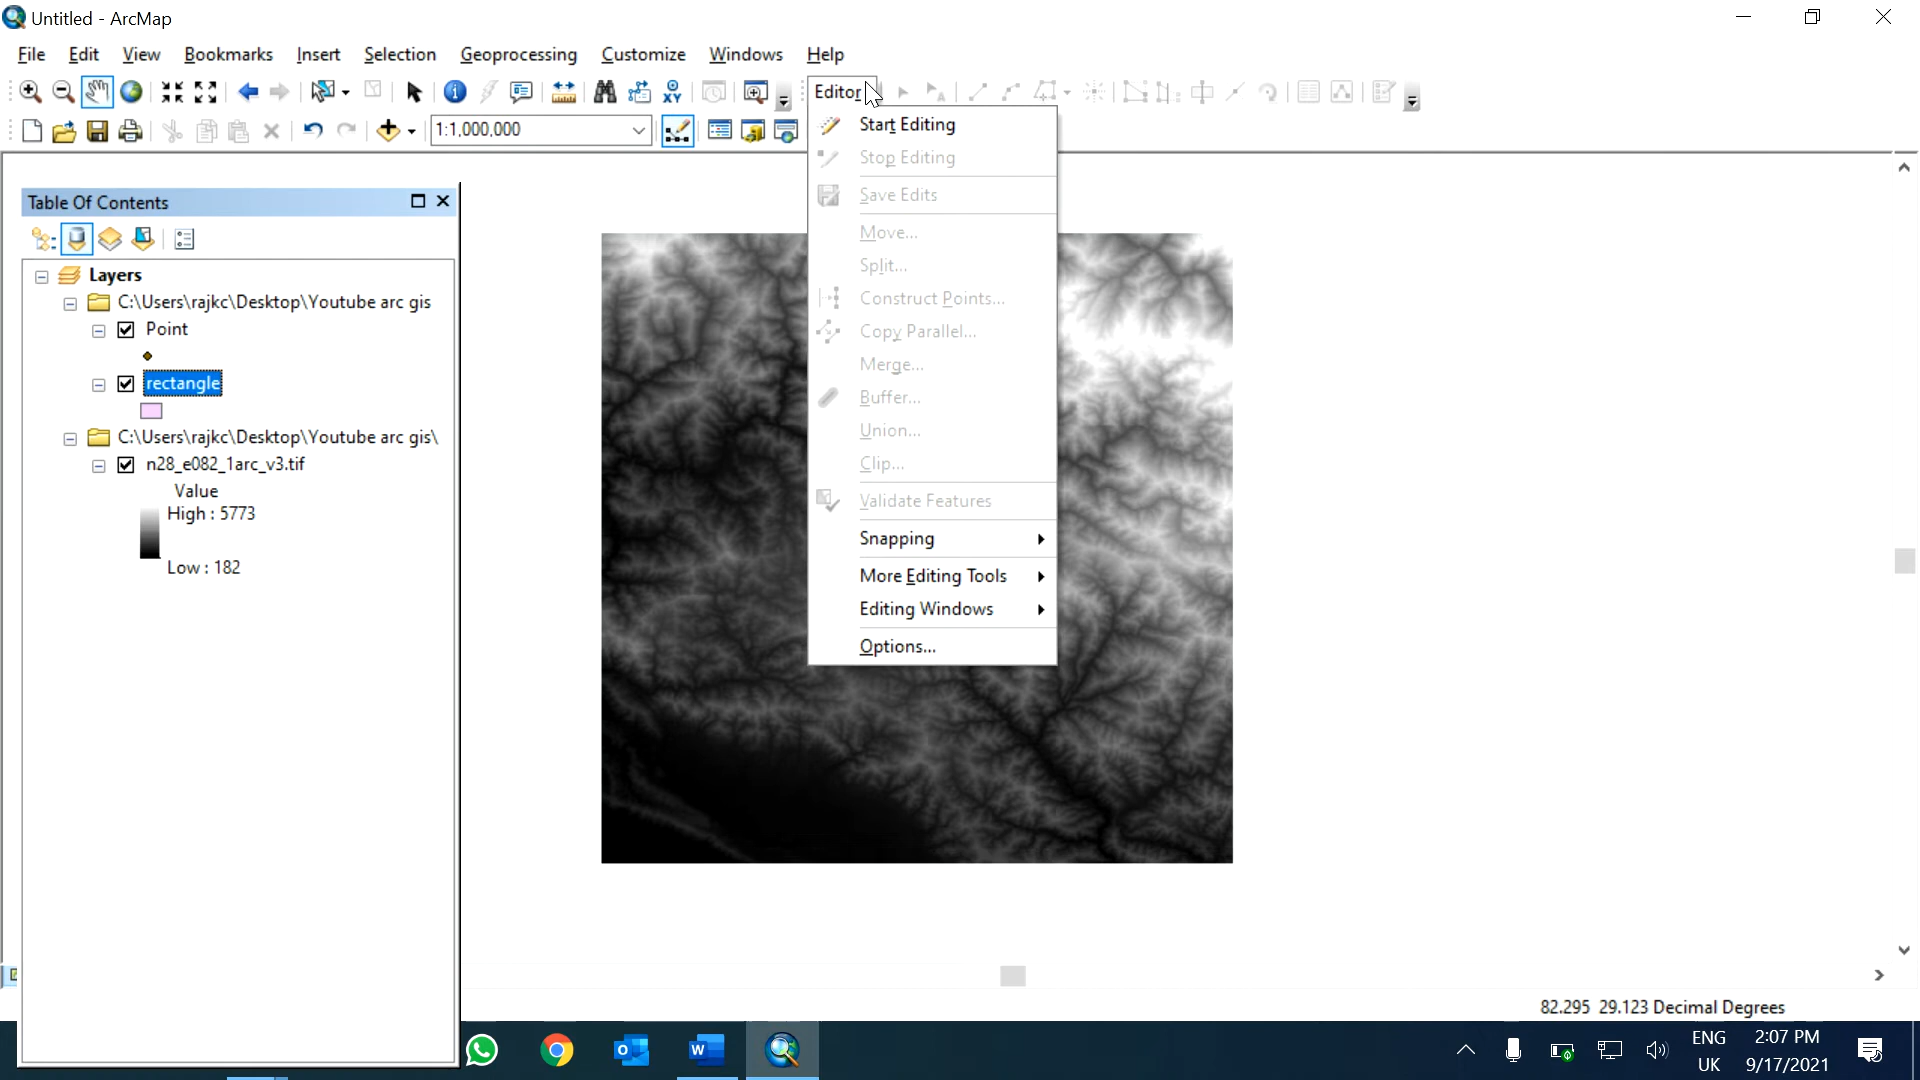 Untitled - ArcMap
File Edit View Bookmarks Insert Selection Geoprocessing Customize Windows Help
Editor
1:1,000,000
Start Editing
Stop Editing
Save Edits
Move...
Split...
Construct Points...
Copy Parallel...
Merge...
Buffer...
Union...
Clip...
Validate Features
Snapping
More Editing Tools
Editing Windows
Options...
Table Of Contents
Layers
C:\Users\rajkc\Desktop\Youtube arc gis
Point
rectangle
C:\Users\rajkc\Desktop\Youtube arc gis\
n28_e082_1arc_v3.tif
Value
High : 5773
Low : 182
82.295 29.123 Decimal Degrees
ENG
UK
2:07 PM
9/17/2021